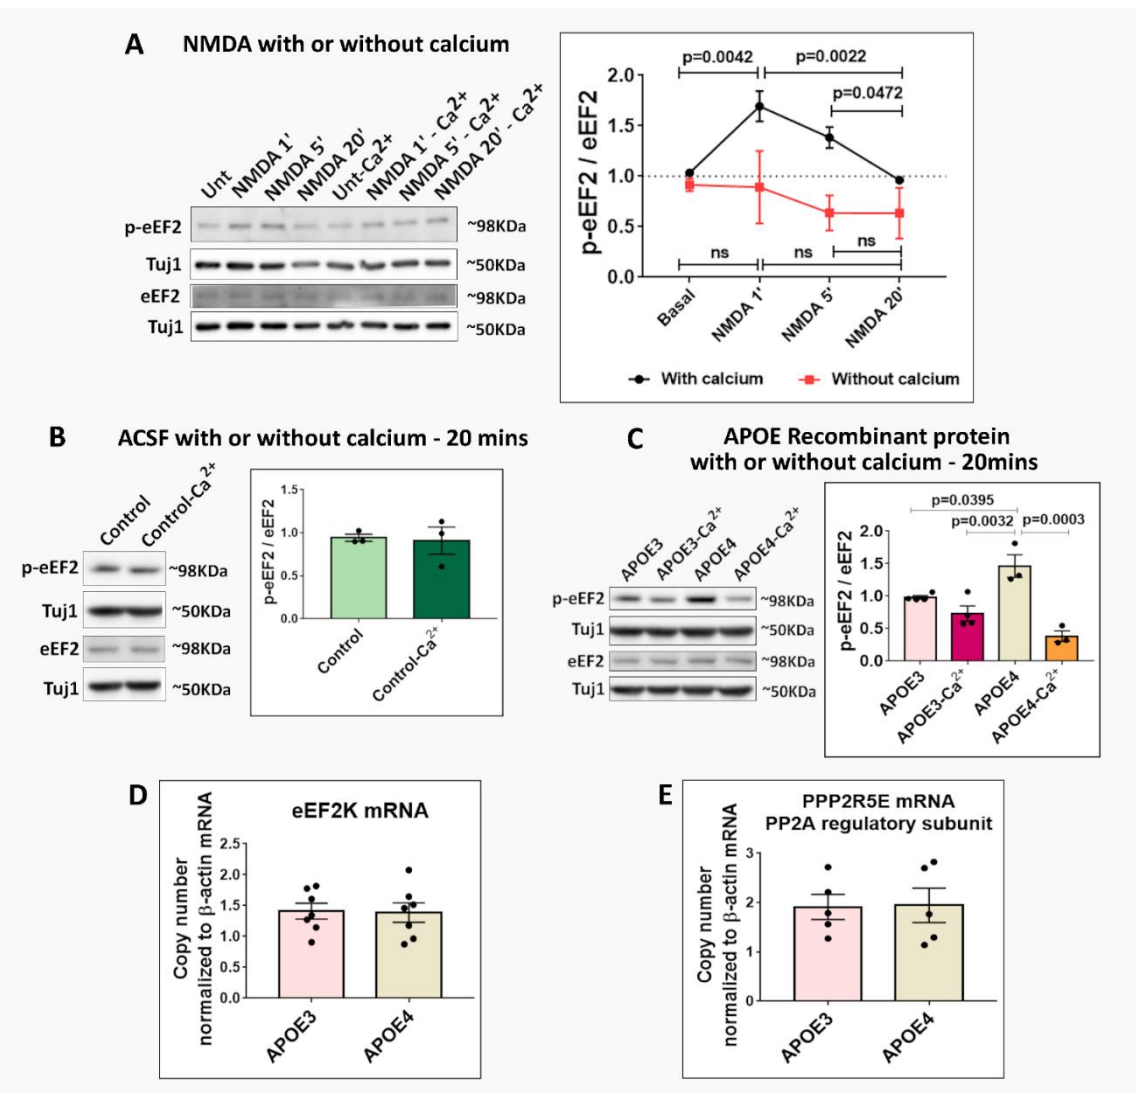 A
NMDA with or without calcium
Unt
NMDA 1'
NMDA 5'
NMDA 20'
Unt-Ca2+
NMDA 1' - Ca2+
NMDA 5' - Ca2+
NMDA 20' - Ca2+
p-eEF2
~98KDa
Tuj1
~50KDa
eEF2
~98KDa
Tuj1
~50KDa
p=0.0042
p=0.0022
p=0.0472
p-eEF2 / eEF2
2.0
1.5
1.0
0.5
0.0
ns
ns
ns
Basal
NMDA 1'
NMDA 5'
NMDA 20'
With calcium
Without calcium
B
ACSF with or without calcium - 20 mins
Control
Control-Ca2+
p-eEF2
~98KDa
Tuj1
~50KDa
eEF2
~98KDa
Tuj1
~50KDa
p-eEF2 / eEF2
1.5
1.0
0.5
0.0
Control
Control-Ca2+
C
APOE Recombinant protein
with or without calcium - 20mins
APOE3
APOE3-Ca2+
APOE4
APOE4-Ca2+
p-eEF2
~98KDa
Tuj1
~50KDa
eEF2
~98KDa
Tuj1
~50KDa
p=0.0395
p=0.0032
p=0.0003
p-eEF2 / eEF2
2.0
1.5
1.0
0.5
0.0
APOE3
APOE3-Ca2+
APOE4
APOE4-Ca2+
D
eEF2K mRNA
Copy number
normalized to β-actin mRNA
2.5
2.0
1.5
1.0
0.5
0.0
APOE3
APOE4
E
PPP2R5E mRNA
PP2A regulatory subunit
Copy number
normalized to β-actin mRNA
3
2
1
0
APOE3
APOE4